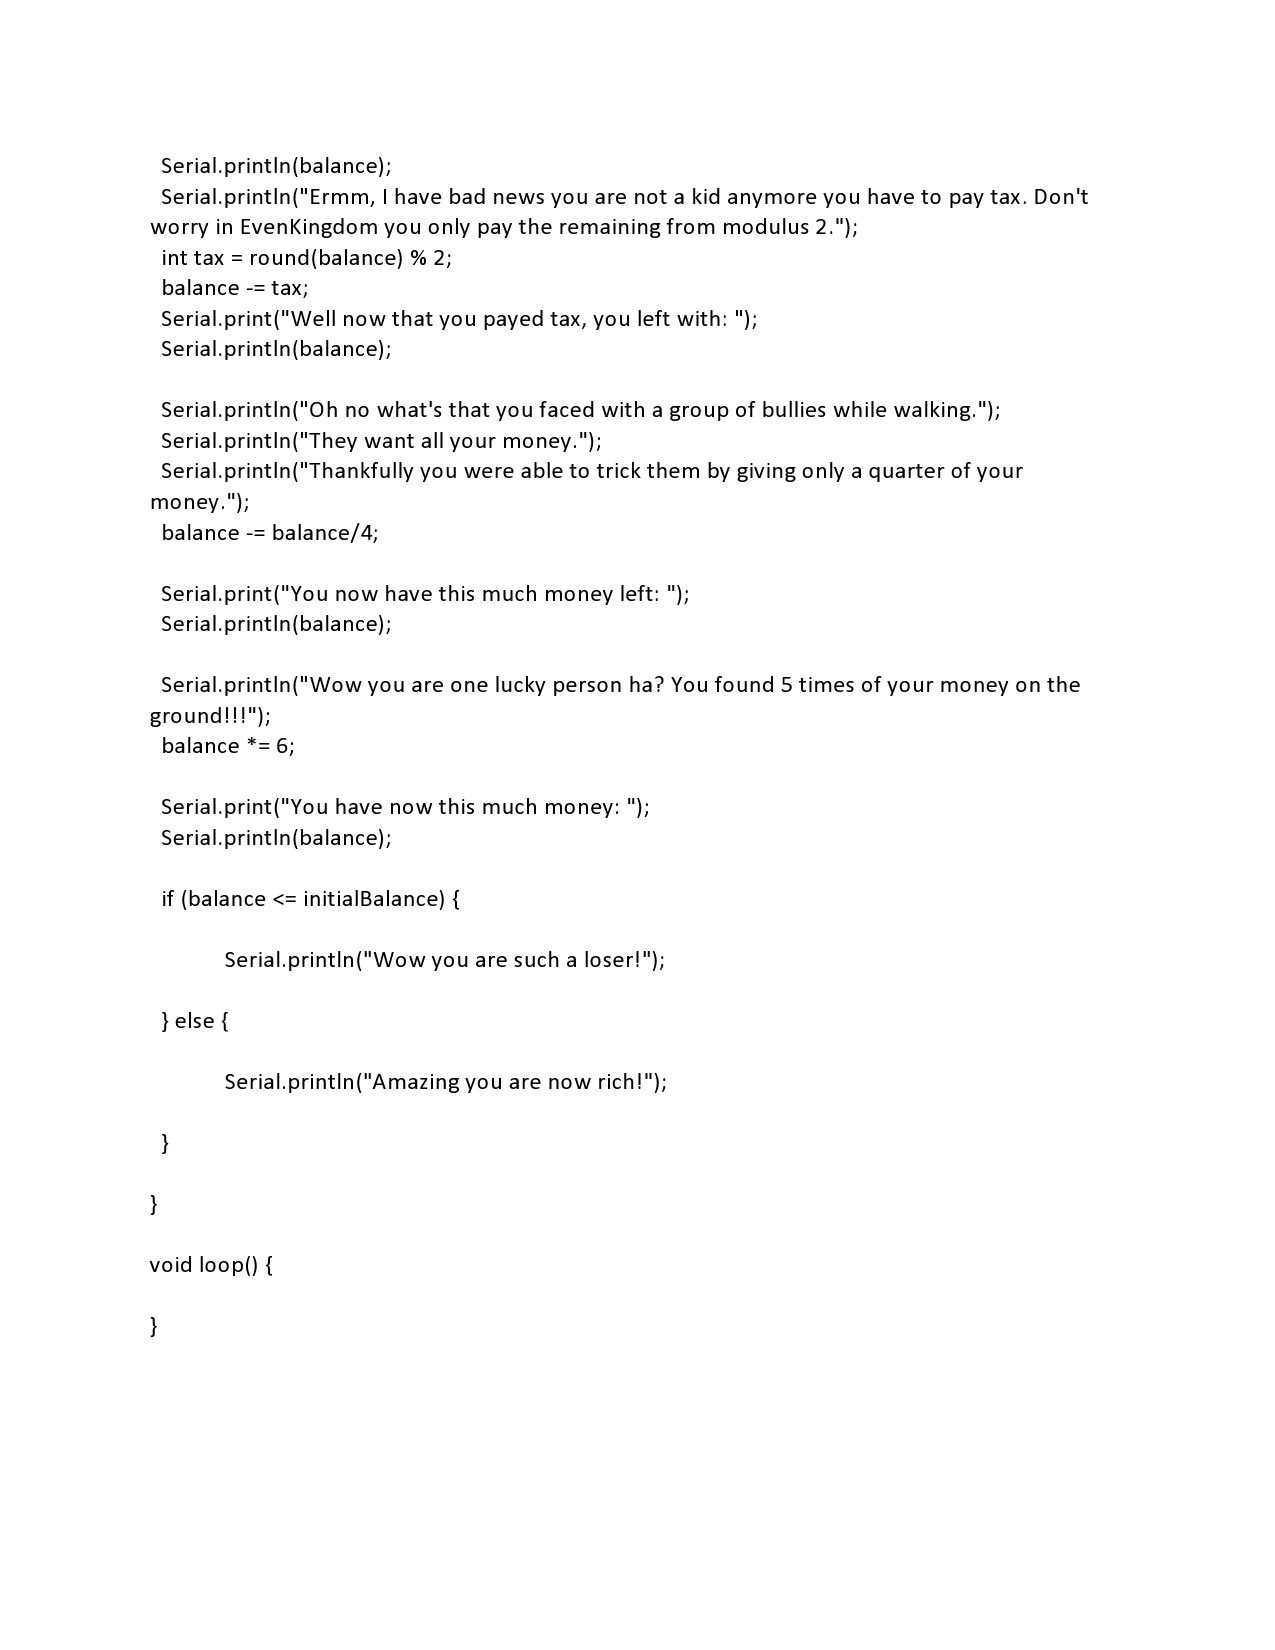 Serial.println(balance);
Serial.println("Ermm, I have bad news you are not a kid anymore you have to pay tax. Don't
worry in EvenKingdom you only pay the remaining from modulus 2.");
int tax = round(balance) % 2;
balance -= tax;
Serial.print("Well now that you payed tax, you left with: ");
Serial.println(balance);
Serial.println("Oh no what's that you faced with a group of bullies while walking.");
Serial.println("They want all your money.");
Serial.println("Thankfully you were able to trick them by giving only a quarter of your
money.");
balance -= balance/4;
Serial.print("You now have this much money left: ");
Serial.println(balance);
Serial.println("Wow you are one lucky person ha? You found 5 times of your money on the
ground!!!");
balance *= 6;
Serial.print("You have now this much money: ");
Serial.println(balance);
if (balance <= initialBalance) {
Serial.println("Wow you are such a loser!");
} else {
Serial.println("Amazing you are now rich!");
}
}
void loop() {
}